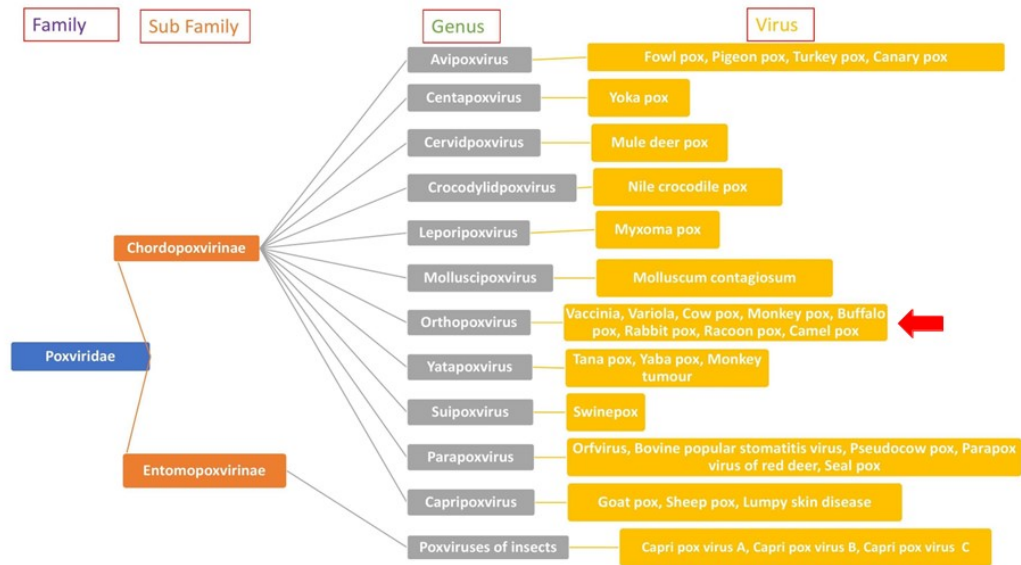 Family
Sub Family
Genus
Virus
Avipoxvirus
Fowl pox, Pigeon pox, Turkey pox, Canary pox
Centapoxvirus
Yoka pox
Cervidpoxvirus
Mule deer pox
Crocodylidpoxvirus
Nile crocodile pox
Chordopoxvirinae
Leporipoxvirus
Myxoma pox
Molluscipoxvirus
Molluscum contagiosum
Orthopoxvirus
Vaccinia, Variola, Cow pox, Monkey pox, Buffalo
pox, Rabbit pox, Racoon pox, Camel pox
Poxviridae
Yatapoxvirus
Tana pox, Yaba pox, Monkey
tumour
Suipoxvirus
Swinepox
Entomopoxvirinae
Parapoxvirus
Orfvirus, Bovine popular stomatitis virus, Pseudocow pox, Parapox
virus of red deer, Seal pox
Capripoxvirus
Goat pox, Sheep pox, Lumpy skin disease
Poxviruses of insects
Capri pox virus A, Capri pox virus B, Capri pox virus C